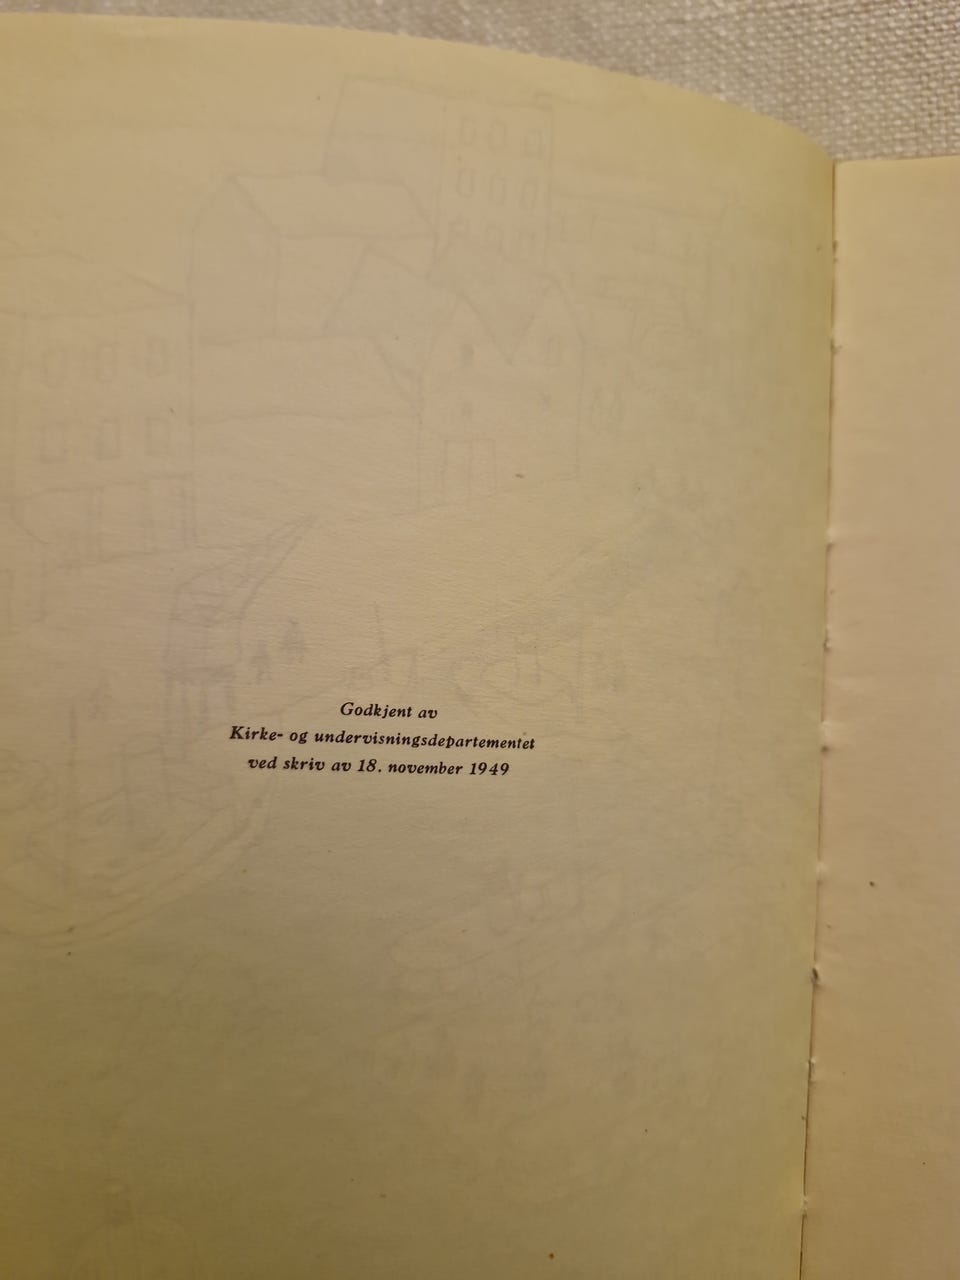 Godkjent av
Kirke- og undervisningsdepartementet
ved skriv av 18. november 1949